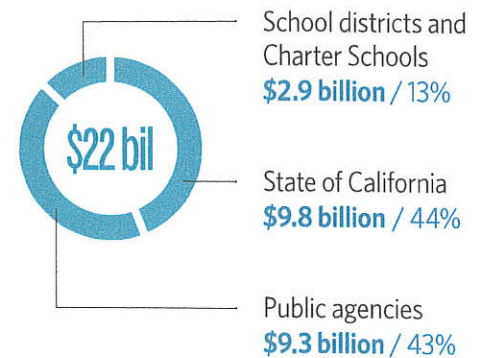 School districts and
Charter Schools
$2.9 billion / 13%
$22 bil
State of California
$9.8 billion / 44%
Public agencies
$9.3 billion / 43%